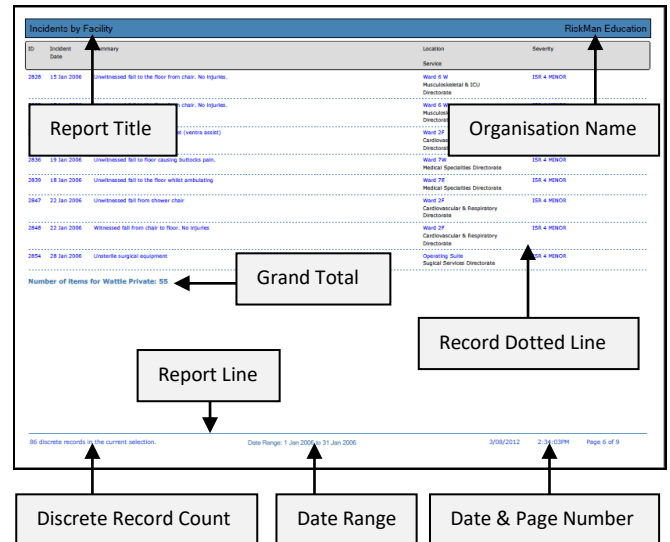 Incidents by Facility RiskMan Education
ID Incident Date Summary Location Service Severity
2828 15 Jan 2006 Unwitnessed fall to the floor from chair. No injuries. Ward 6 W ISR 4 MINOR
Musculoskeletal & ICU
Directorate
chair. No injuries. Ward 6 W
Report Title
(ventra assist) Ward 2F
Organisation Name
2836 19 Jan 2006 Unwitnessed fall to floor causing buttocks pain. Ward 7W ISR 4 MINOR
Medical Specialities Directorate
2839 18 Jan 2006 Unwitnessed fall to the floor whilst ambulating Ward 7E ISR 4 MINOR
Medical Specialities Directorate
2847 22 Jan 2006 Unwitnessed fall from shower chair Ward 2F ISR 4 MINOR
Cardiovascular & Respiratory
Directorate
2848 22 Jan 2006 Witnessed fall from chair to floor. No injuries Ward 2F ISR 4 MINOR
Cardiovascular & Respiratory
Directorate
2854 28 Jan 2006 Unsterile surgical equipment Operating Suite ISR 4 MINOR
Sugical Services Directorate
Number of items for Wattle Private: 55
Grand Total
Record Dotted Line
Report Line
86 discrete records in the current selection. Date Range: 1 Jan 2006 to 31 Jan 2006 3/08/2012 2:34:03PM Page 6 of 9
Discrete Record Count
Date Range
Date & Page Number